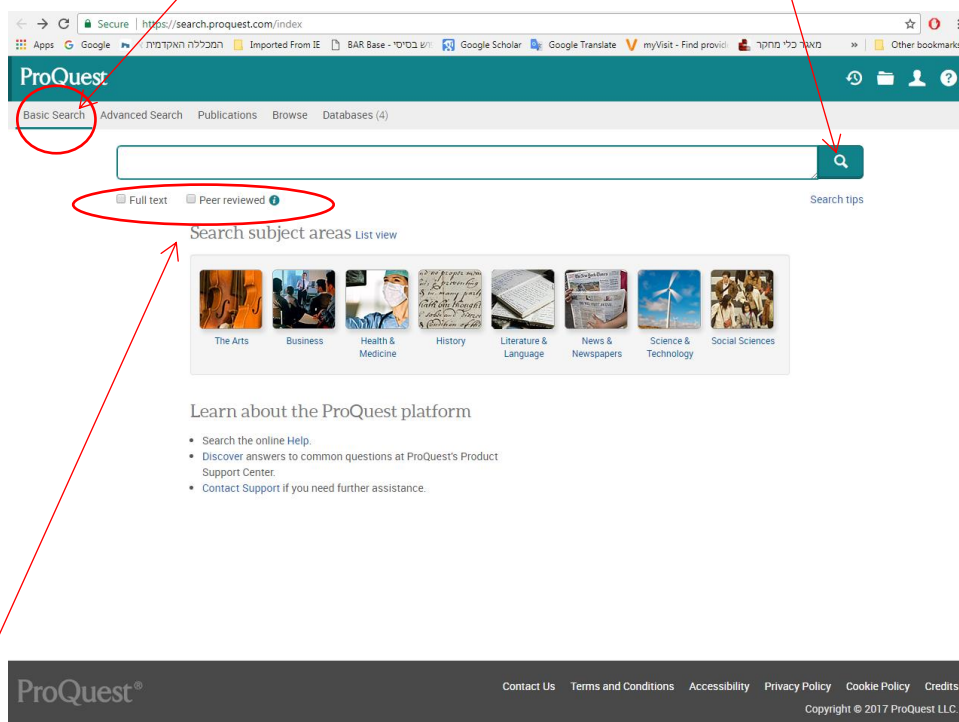 Secure | https://search.proquest.com/index
Apps Google המכללה האקדמית Imported From IE BAR Base - בסיסי Google Scholar Google Translate myVisit - Find provid מאגר כלי מחקר » Other bookmarks
ProQuest
Basic Search Advanced Search Publications Browse Databases (4)
Full text Peer reviewed Search tips
Search subject areas List view
The Arts Business Health & Medicine History Literature & Language News & Newspapers Science & Technology Social Sciences
Learn about the ProQuest platform
• Search the online Help.
• Discover answers to common questions at ProQuest's Product
Support Center.
• Contact Support if you need further assistance.
ProQuest® Contact Us Terms and Conditions Accessibility Privacy Policy Cookie Policy Credits
Copyright © 2017 ProQuest LLC.